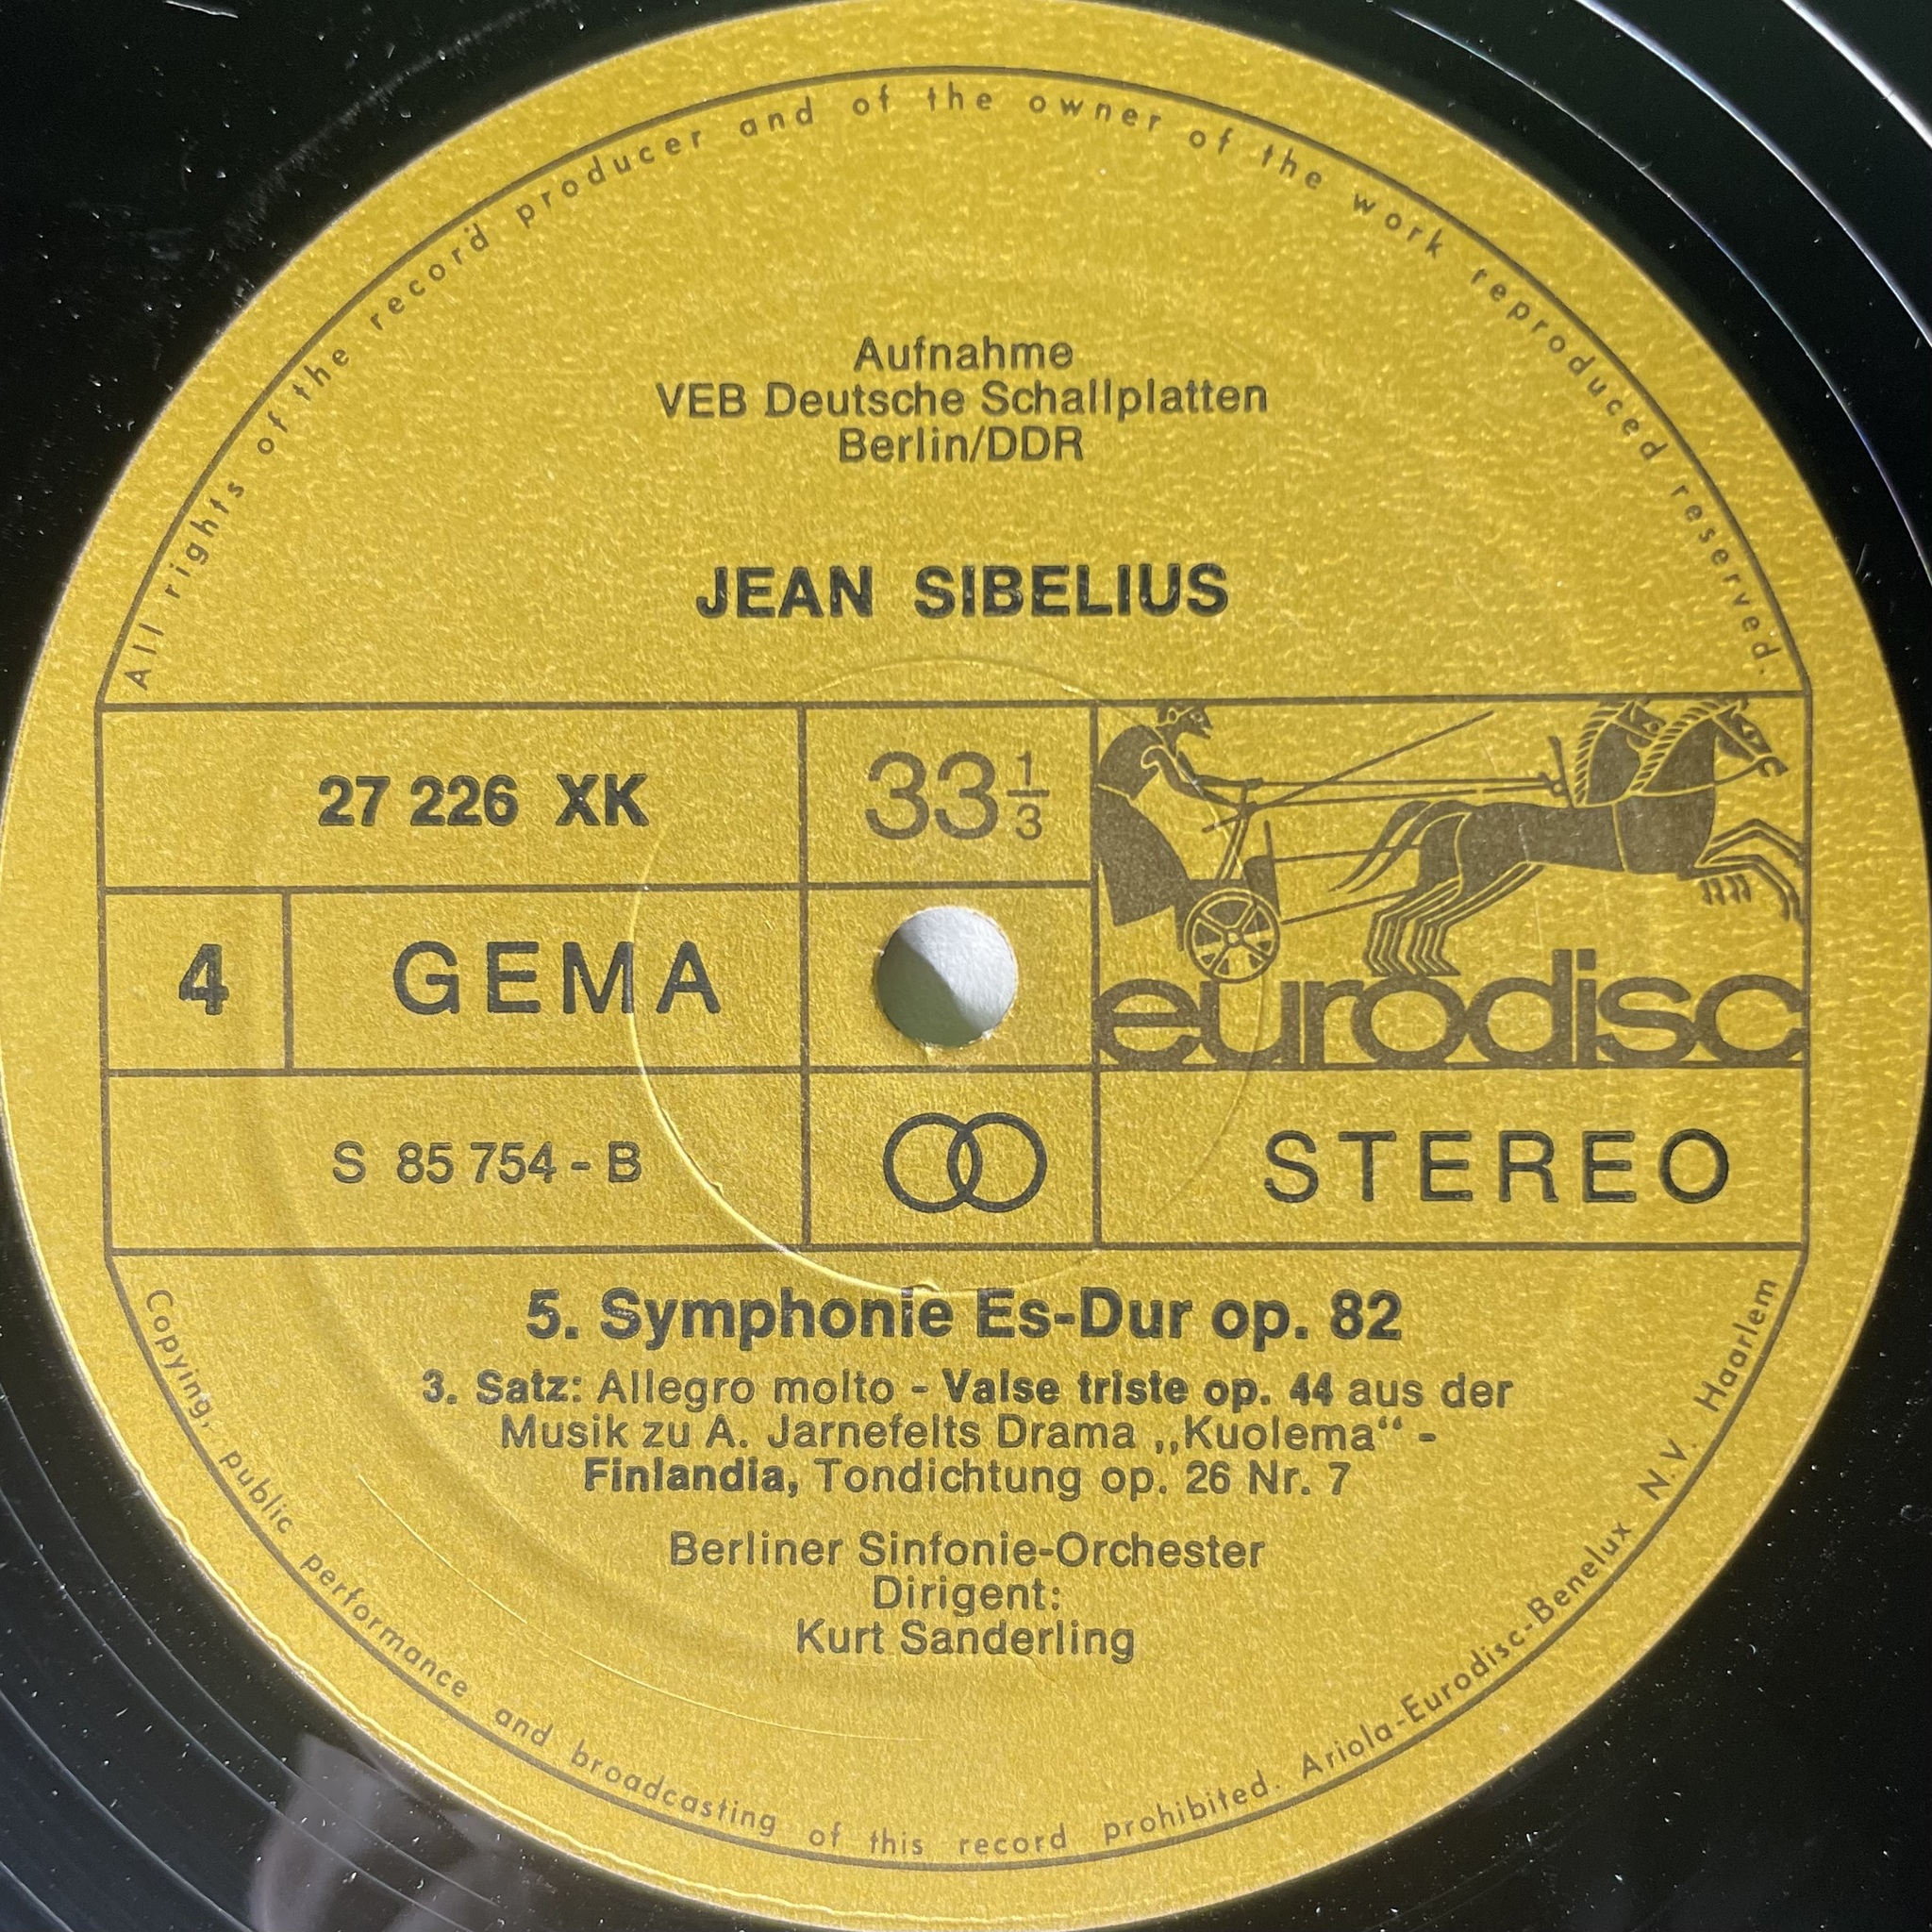 All rights of the record producer and of the owner of the work reproduced reserved.
Aufnahme
VEB Deutsche Schallplatten
Berlin/DDR
JEAN SIBELIUS
27 226 XK
33 1/3
4
GEMA
eurodisc
S 85 754 - B
STEREO
5. Symphonie Es-Dur op. 82
3. Satz: Allegro molto - Valse triste op. 44 aus der
Musik zu A. Jarnefelts Drama „Kuolema“ -
Finlandia, Tondichtung op. 26 Nr. 7
Berliner Sinfonie-Orchester
Dirigent:
Kurt Sanderling
Copying, public performance and broadcasting of this record prohibited. Ariola-Eurodisc-Benelux N.V. Haarlem